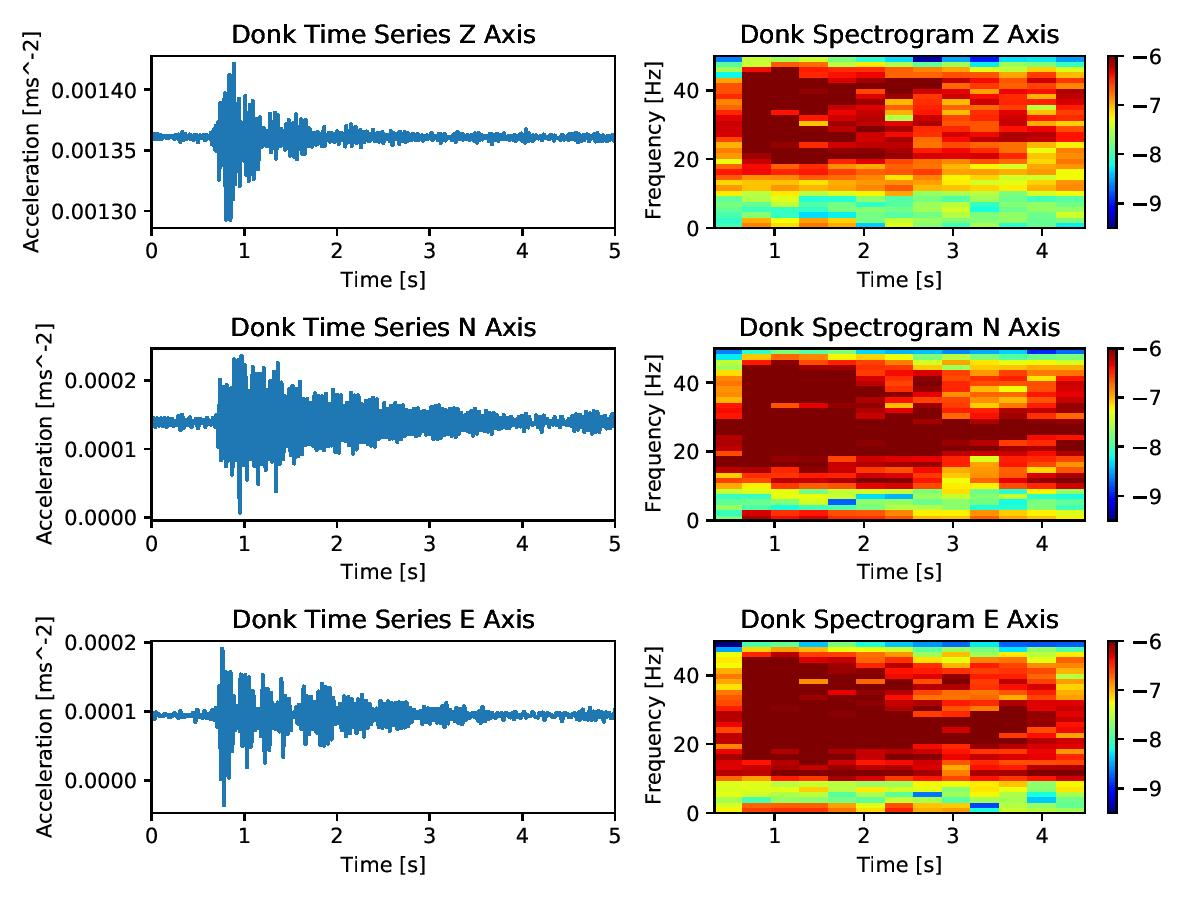 Donk Time Series Z Axis
Acceleration [ms^-2]
0.00140
0.00135
0.00130
0 1 2 3 4 5
Time [s]
Donk Spectrogram Z Axis
Frequency [Hz]
40
20
0
1 2 3 4
Time [s]
−6
−7
−8
−9
Donk Time Series N Axis
Acceleration [ms^-2]
0.0002
0.0001
0.0000
0 1 2 3 4 5
Time [s]
Donk Spectrogram N Axis
Frequency [Hz]
40
20
0
1 2 3 4
Time [s]
−6
−7
−8
−9
Donk Time Series E Axis
Acceleration [ms^-2]
0.0002
0.0001
0.0000
0 1 2 3 4 5
Time [s]
Donk Spectrogram E Axis
Frequency [Hz]
40
20
0
1 2 3 4
Time [s]
−6
−7
−8
−9